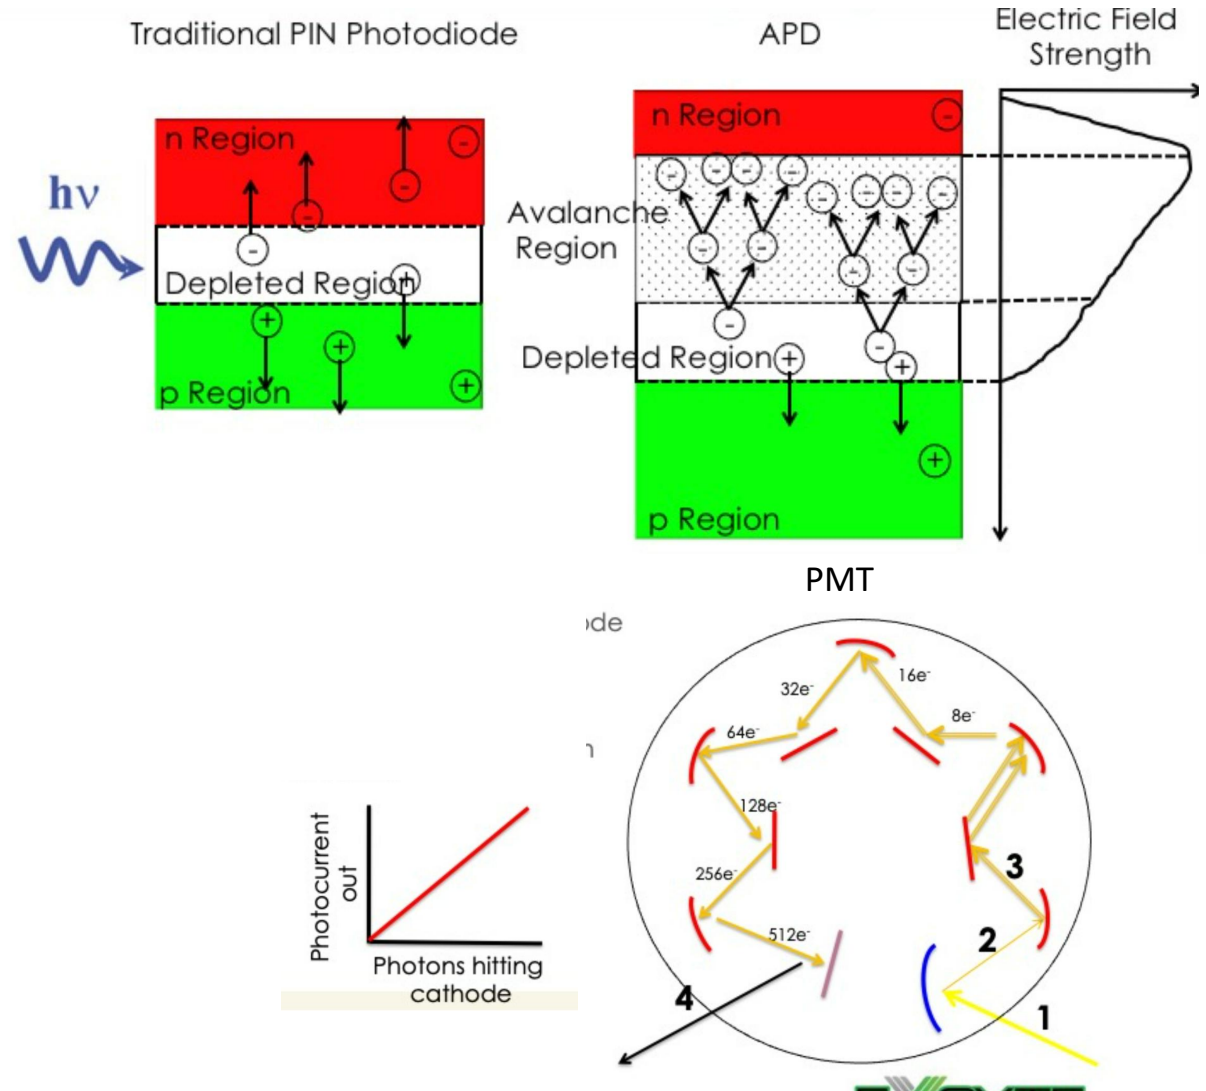 Traditional PIN Photodiode
APD
Electric Field
Strength
n Region
-
-
-
-
hν
-
Depleted Region
+
+
+
+
p Region
n Region
-
Avalanche
Region
- - - - - - - -
- - - -
- -
Depleted Region
+
+
+
p Region
PMT
ode
n
16e-
32e-
8e-
64e-
128e-
256e-
512e-
3
2
4
1
Photocurrent
out
Photons hitting
cathode